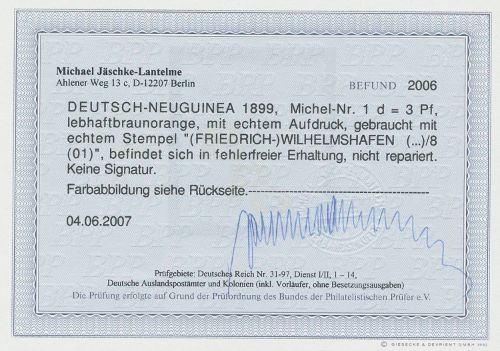 Michael Jäschke-Lantelme
Ahlener Weg 13 c, D-12207 Berlin
BEFUND 2006
DEUTSCH-NEUGUINEA 1899, Michel-Nr. 1 d = 3 Pf,
lebhaftbraunorange, mit echtem Aufdruck, gebraucht mit
echtem Stempel "(FRIEDRICH-)WILHELMSHAFEN (...)/8
(01)", befindet sich in fehlerfreier Erhaltung, nicht repariert.
Keine Signatur.
Farbabbildung siehe Rückseite.------------------------------------
04.06.2007
Prüfgebiete: Deutsches Reich Nr. 31-97, Dienst I/II, 1 – 14,
Deutsche Auslandspostämter und Kolonien (inkl. Vorläufer, ohne Besetzungsausgaben)
Die Prüfung erfolgte auf Grund der Prüfordnung des Bundes der Philatelistischen Prüfer e.V.
© GIESECKE & DEVRIENT GMBH